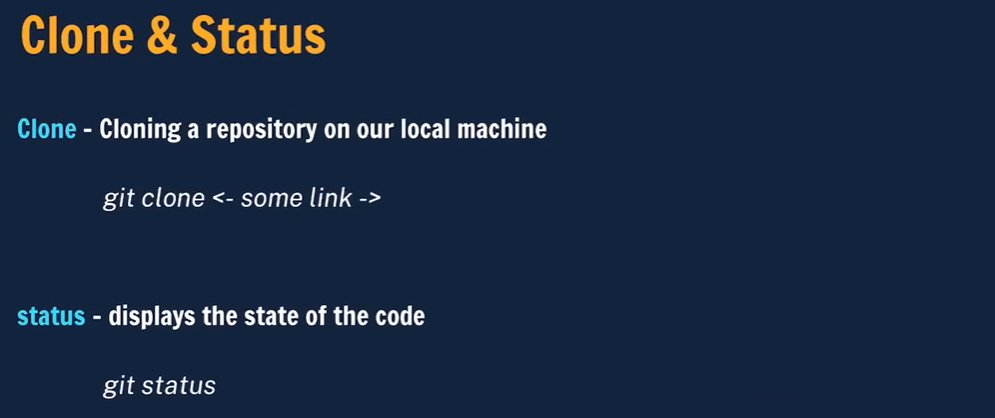 Clone & Status
Clone - Cloning a repository on our local machine
git clone <- some link ->
status - displays the state of the code
git status